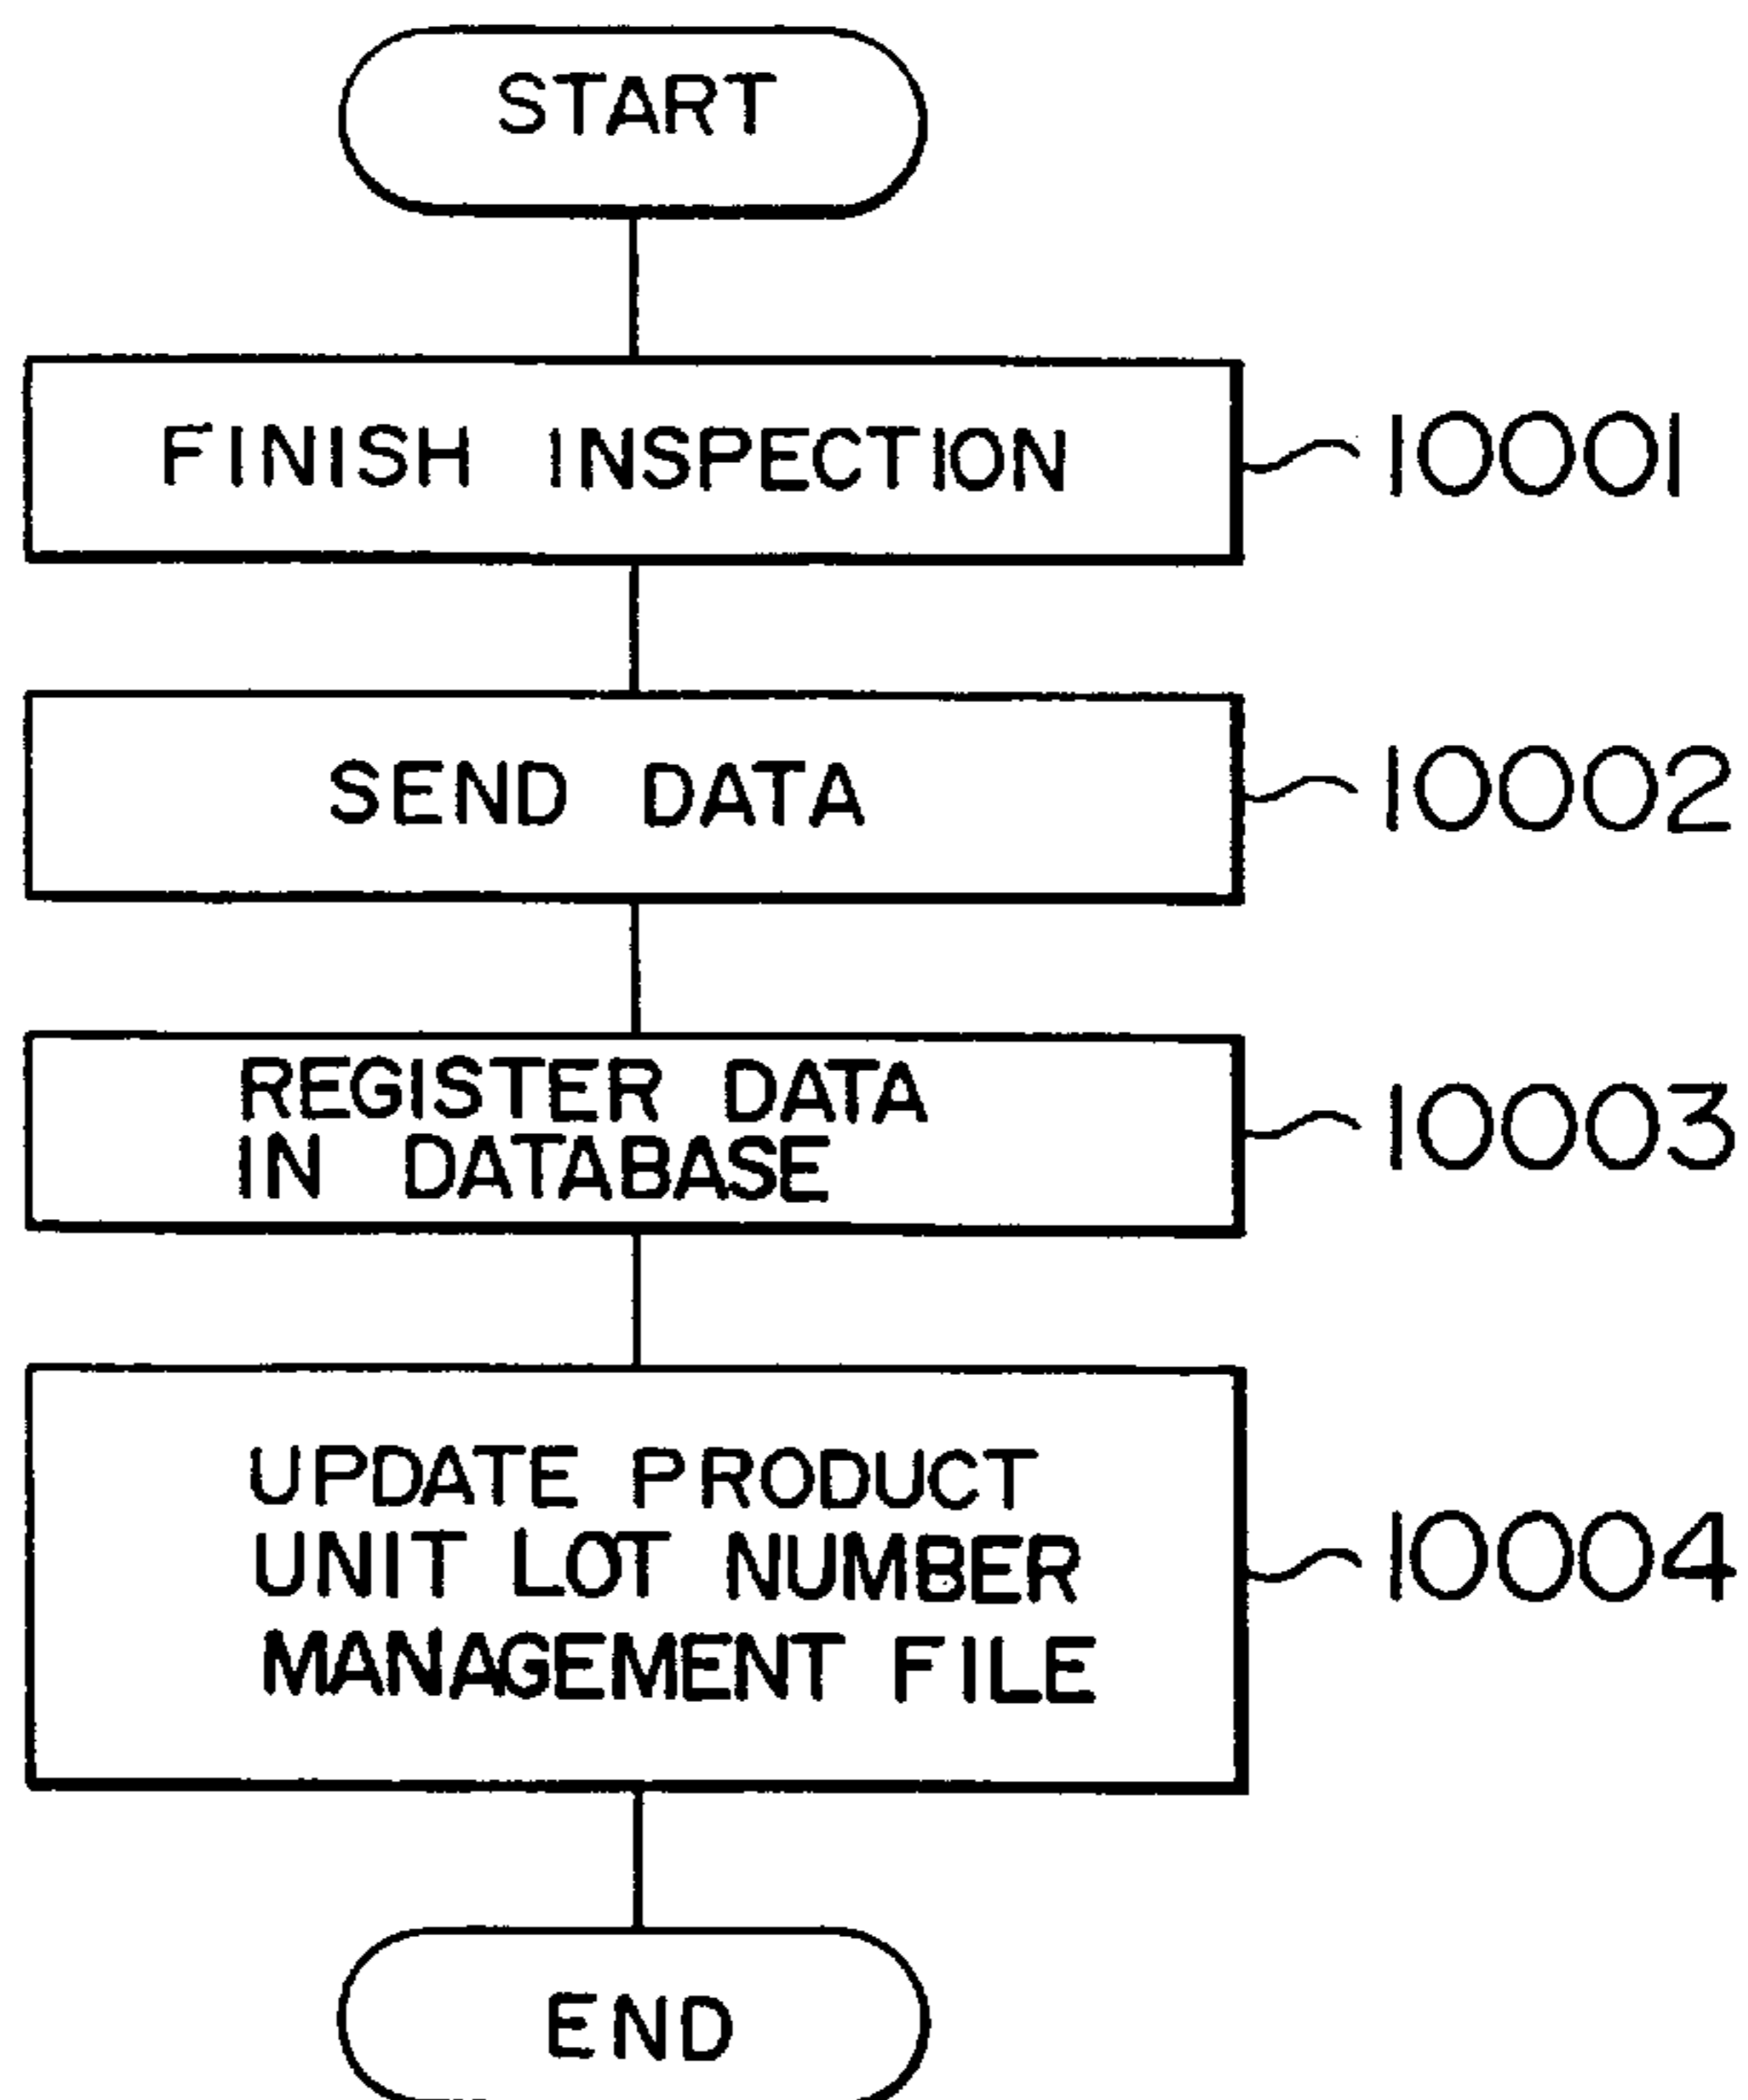 START
FINISH INSPECTION
10001
SEND DATA
10002
REGISTER DATA
IN DATABASE
10003
UPDATE PRODUCT
UNIT LOT NUMBER
MANAGEMENT FILE
10004
END